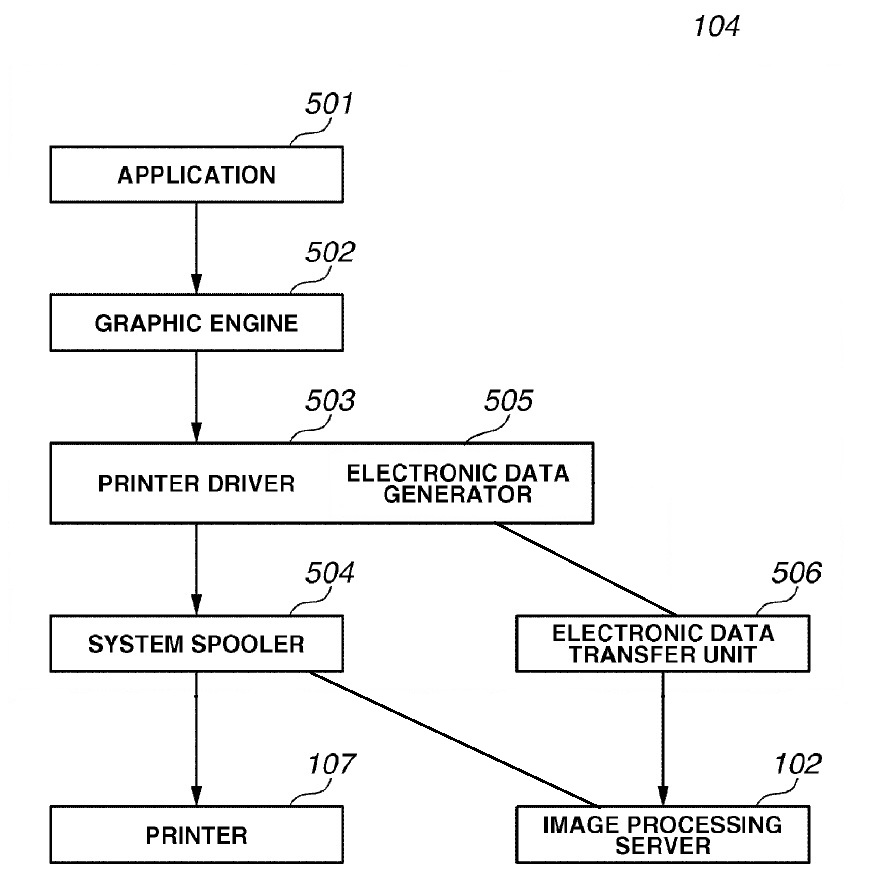 104
501
APPLICATION
502
GRAPHIC ENGINE
503
505
PRINTER DRIVER
ELECTRONIC DATA
GENERATOR
504
506
SYSTEM SPOOLER
ELECTRONIC DATA
TRANSFER UNIT
107
102
PRINTER
IMAGE PROCESSING
SERVER